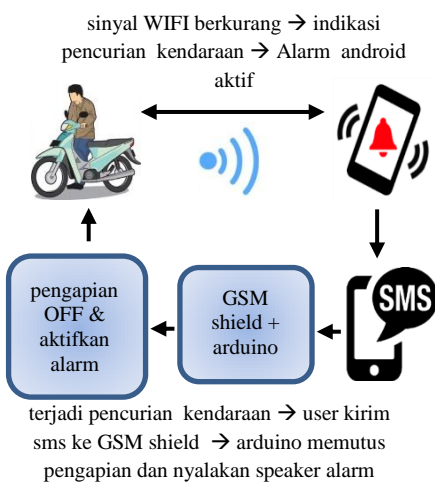 sinyal WIFI berkurang → indikasi
pencurian kendaraan → Alarm android
aktif
pengapian
OFF &
aktifkan
alarm
GSM
shield +
arduino
SMS
terjadi pencurian kendaraan → user kirim
sms ke GSM shield → arduino memutus
pengapian dan nyalakan speaker alarm